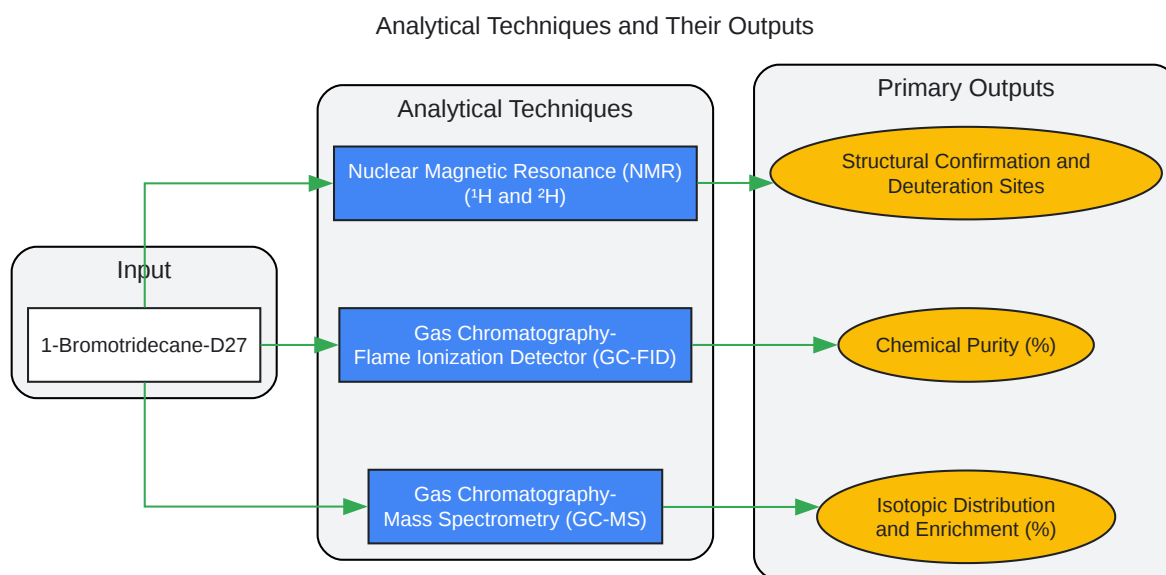 Analytical Techniques and Their Outputs
Input
1-Bromotridecane-D27
Analytical Techniques
Nuclear Magnetic Resonance (NMR)
(¹H and ²H)
Gas Chromatography-
Flame Ionization Detector (GC-FID)
Gas Chromatography-
Mass Spectrometry (GC-MS)
Primary Outputs
Structural Confirmation and
Deuteration Sites
Chemical Purity (%)
Isotopic Distribution
and Enrichment (%)